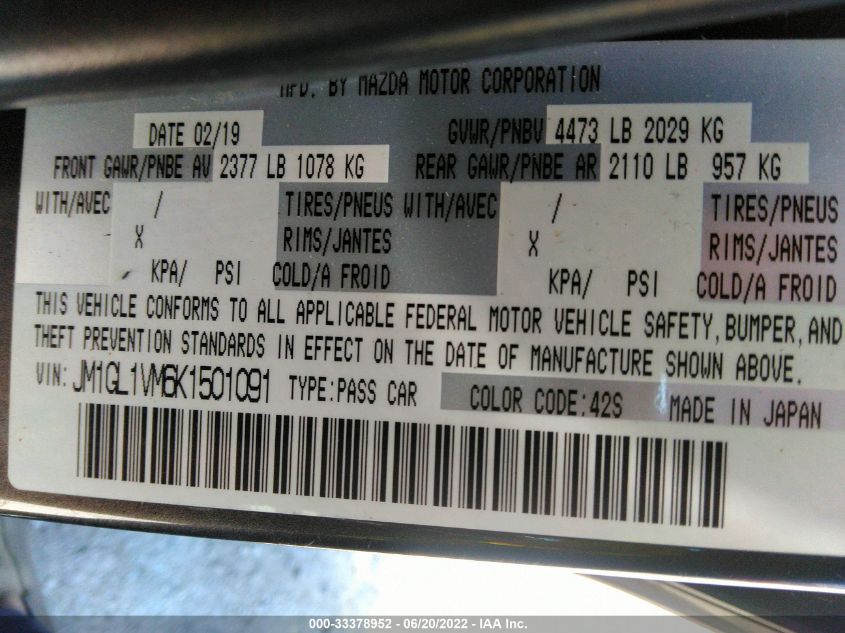 MFD. BY MAZDA MOTOR CORPORATION
DATE 02/19 GVWR/PNBV 4473 LB 2029 KG
FRONT GAWR/PNBE AV 2377 LB 1078 KG REAR GAWR/PNBE AR 2110 LB 957 KG
WITH/AVEC / TIRES/PNEUS WITH/AVEC / TIRES/PNEUS
X RIMS/JANTES X RIMS/JANTES
KPA/ PSI COLD/A FROID KPA/ PSI COLD/A FROID
THIS VEHICLE CONFORMS TO ALL APPLICABLE FEDERAL MOTOR VEHICLE SAFETY, BUMPER, AND
THEFT PREVENTION STANDARDS IN EFFECT ON THE DATE OF MANUFACTURE SHOWN ABOVE.
VIN: JM1GL1VM6K1501091 TYPE:PASS CAR COLOR CODE:42S MADE IN JAPAN
000-33378952 - 06/20/2022 - IAA Inc.